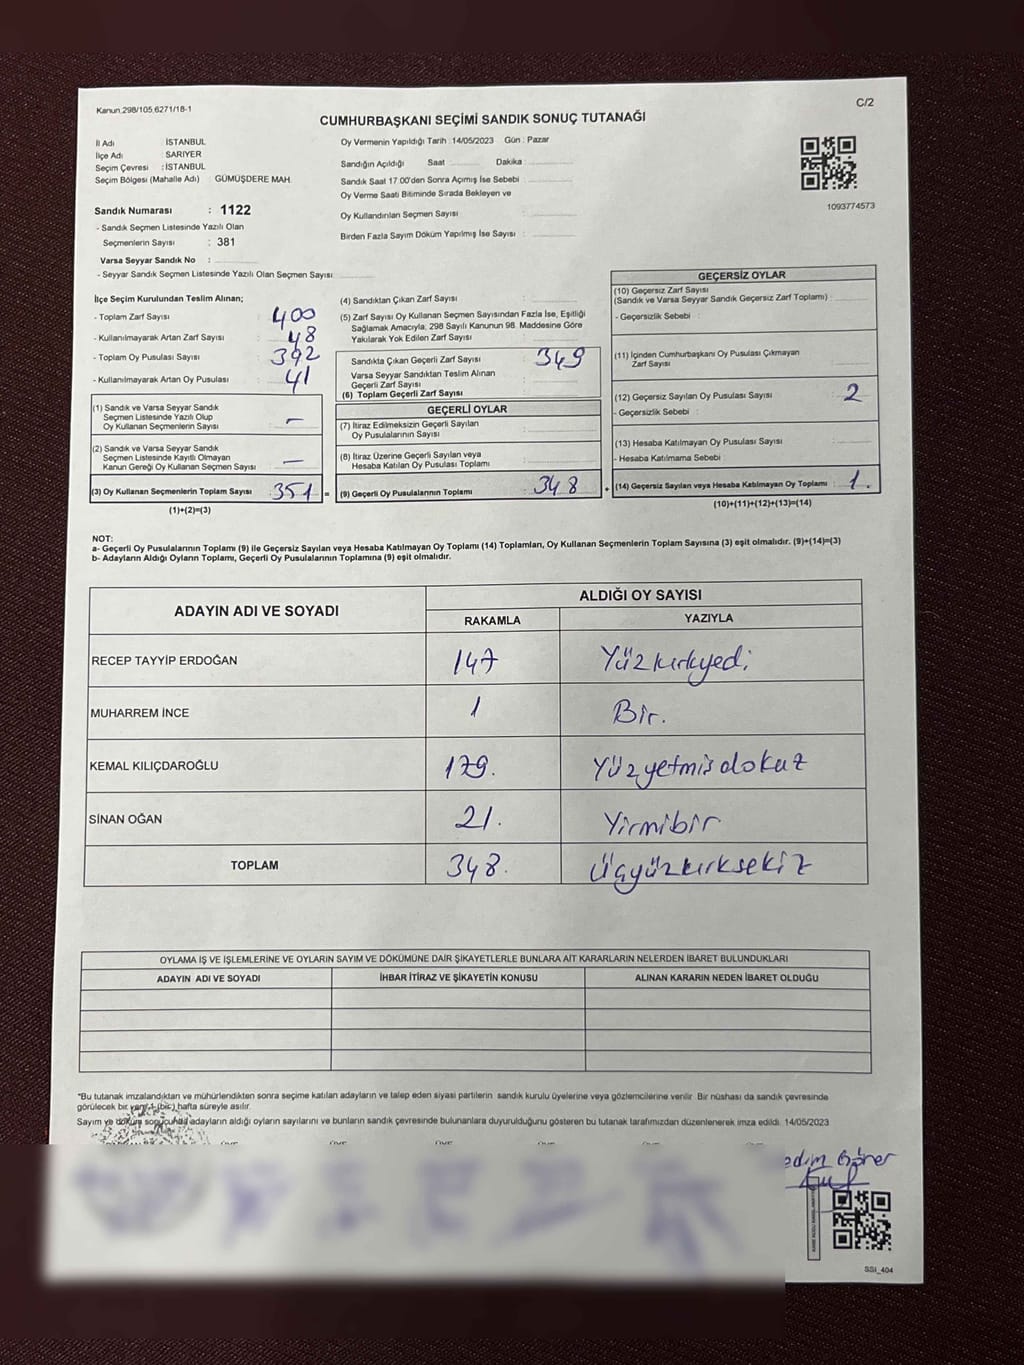 Kanun.298/105,6271/18-1
C/2
CUMHURBAŞKANI SEÇİMİ SANDIK SONUÇ TUTANAĞI
İl Adı : İSTANBUL
İlçe Adı : SARIYER
Seçim Çevresi : İSTANBUL
Seçim Bölgesi (Mahalle Adı) : GÜMÜŞDERE MAH.
Oy Vermenin Yapıldığı Tarih : 14/05/2023 Gün : Pazar
Sandığın Açıldığı Saat Dakika :
Sandık Saat 17.00'den Sonra Açımış İse Sebebi :
Oy Verme Saati Bitiminde Sırada Bekleyen ve
Oy Kullandırılan Seçmen Sayısı :
Birden Fazla Sayım Döküm Yapılmış İse Sayısı :
1093774573
Sandık Numarası : 1122
- Sandık Seçmen Listesinde Yazılı Olan
Seçmenlerin Sayısı : 381
Varsa Seyyar Sandık No :
- Seyyar Sandık Seçmen Listesinde Yazılı Olan Seçmen Sayısı :
İlçe Seçim Kurulundan Teslim Alınan;
- Toplam Zarf Sayısı : 400
- Kullanılmayarak Artan Zarf Sayısı : 48
- Toplam Oy Pusulası Sayısı : 392
- Kullanılmayarak Artan Oy Pusulası : 41
(1) Sandık ve Varsa Seyyar Sandık
Seçmen Listesinde Yazılı Olup
Oy Kullanan Seçmenlerin Sayısı : –
(2) Sandık ve Varsa Seyyar Sandık
Seçmen Listesinde Kayıtlı Olmayan
Kanun Gereği Oy Kullanan Seçmen Sayısı : –
(3) Oy Kullanan Seçmenlerin Toplam Sayısı : 351 =
(1)+(2)=(3)
(4) Sandıktan Çıkan Zarf Sayısı :
(5) Zarf Sayısı Oy Kullanan Seçmen Sayısından Fazla İse, Eşitliği
Sağlamak Amacıyla, 298 Sayılı Kanunun 98. Maddesine Göre
Yakılarak Yok Edilen Zarf Sayısı :
Sandıkta Çıkan Geçerli Zarf Sayısı : 349
Varsa Seyyar Sandıktan Teslim Alınan
Geçerli Zarf Sayısı :
(6) Toplam Geçerli Zarf Sayısı :
GEÇERLİ OYLAR
(7) İtiraz Edilmeksizin Geçerli Sayılan
Oy Pusulalarının Sayısı :
(8) İtiraz Üzerine Geçerli Sayılan veya
Hesaba Katılan Oy Pusulası Toplamı :
(9) Geçerli Oy Pusulalarının Toplamı : 348 +
GEÇERSİZ OYLAR
(10) Geçersiz Zarf Sayısı
(Sandık ve Varsa Seyyar Sandık Geçersiz Zarf Toplamı) :
- Geçersizlik Sebebi :
(11) İçinden Cumhurbaşkanı Oy Pusulası Çıkmayan
Zarf Sayısı :
(12) Geçersiz Sayılan Oy Pusulası Sayısı : 2
- Geçersizlik Sebebi :
(13) Hesaba Katılmayan Oy Pusulası Sayısı :
- Hesaba Katılmama Sebebi :
(14) Geçersiz Sayılan veya Hesaba Katılmayan Oy Toplamı : 1.
(10)+(11)+(12)+(13)=(14)
NOT:
a- Geçerli Oy Pusulalarının Toplamı (9) ile Geçersiz Sayılan veya Hesaba Katılmayan Oy Toplamı (14) Toplamları, Oy Kullanan Seçmenlerin Toplam Sayısına (3) eşit olmalıdır. (9)+(14)=(3)
b- Adayların Aldığı Oyların Toplamı, Geçerli Oy Pusulalarının Toplamına (9) eşit olmalıdır.
ADAYIN ADI VE SOYADI
ALDIĞI OY SAYISI
RAKAMLA YAZIYLA
RECEP TAYYİP ERDOĞAN 147 Yüzkırkyedi
MUHARREM İNCE 1 Bir.
KEMAL KILIÇDAROĞLU 179. Yüzyetmisdokuz
SİNAN OĞAN 21. Yirmibir
TOPLAM 348. Üçyüzkırksekiz
OYLAMA İŞ VE İŞLEMLERİNE VE OYLARIN SAYIM VE DÖKÜMÜNE DAİR ŞİKAYETLERLE BUNLARA AİT KARARLARIN NELERDEN İBARET BULUNDUKLARI
ADAYIN ADI VE SOYADI İHBAR İTİRAZ VE ŞİKAYETİN KONUSU ALINAN KARARIN NEDEN İBARET OLDUĞU
"Bu tutanak imzalandıktan ve mühürlendikten sonra seçime katılan adayların ve talep eden siyasi partilerin sandık kurulu üyelerine veya gözlemcilerine verilir. Bir nüshası da sandık çevresinde
görülecek bir yere 1 (bir) hafta süreyle asılır.
Sayım ve döküm sonucunda adayların aldığı oyların sayılarını ve bunların sandık çevresinde bulunanlara duyurulduğunu gösteren bu tutanak tarafımızdan düzenlenerek imza edildi. 14/05/2023
SSI_404